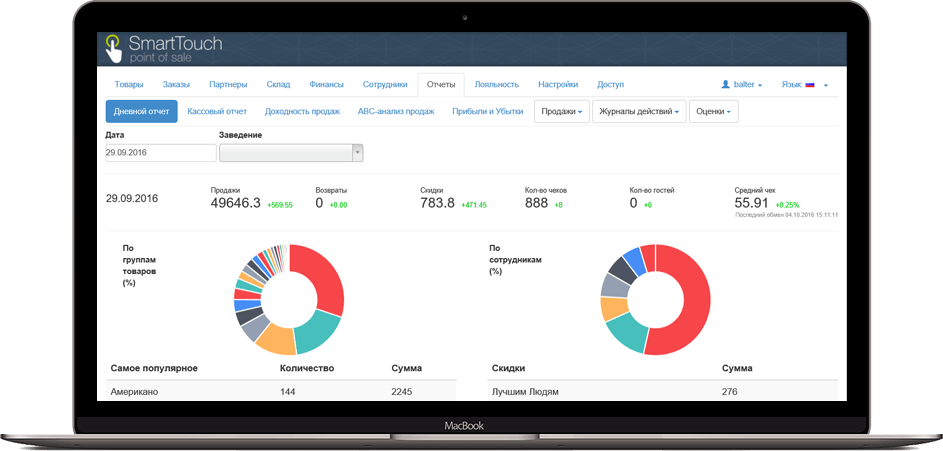 SmartTouch
point of sale
Товары Заказы Партнеры Склад Финансы Сотрудники Отчеты Лояльность Настройки Доступ balter Язык:
Дневной отчет Кассовый отчет Доходность продаж ABC-анализ продаж Прибыли и Убытки Продажи Журналы действий Оценки
Дата Заведение
29.09.2016
29.09.2016 Продажи Возвраты Скидки Кол-во чеков Кол-во гостей Средний чек
49646.3 +569.55 0 +0.00 783.8 +471.45 888 +8 0 +0 55.91 +0.25%
Последний обмен 04.10.2016 15:11:11
По группам товаров (%)
По сотрудникам (%)
Самое популярное Количество Сумма Скидки Сумма
Американо 144 2245 Лучшим Людям 276
MacBook